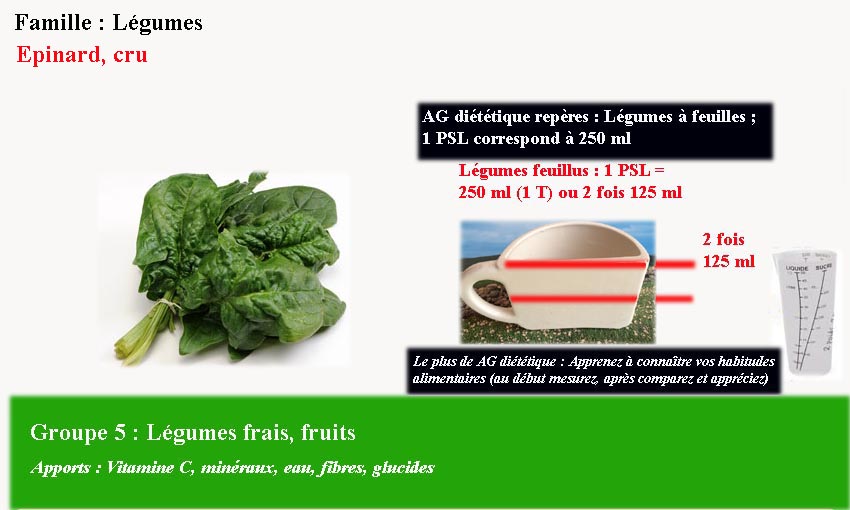 Famille : Légumes
Epinard, cru
AG diététique repères : Légumes à feuilles ;
1 PSL correspond à 250 ml
Légumes feuillus : 1 PSL =
250 ml (1 T) ou 2 fois 125 ml
2 fois
125 ml
LIQUIDE SUCRE
Le plus de AG diététique : Apprenez à connaître vos habitudes
alimentaires (au début mesurez, après comparez et appréciez)
Groupe 5 : Légumes frais, fruits
Apports : Vitamine C, minéraux, eau, fibres, glucides